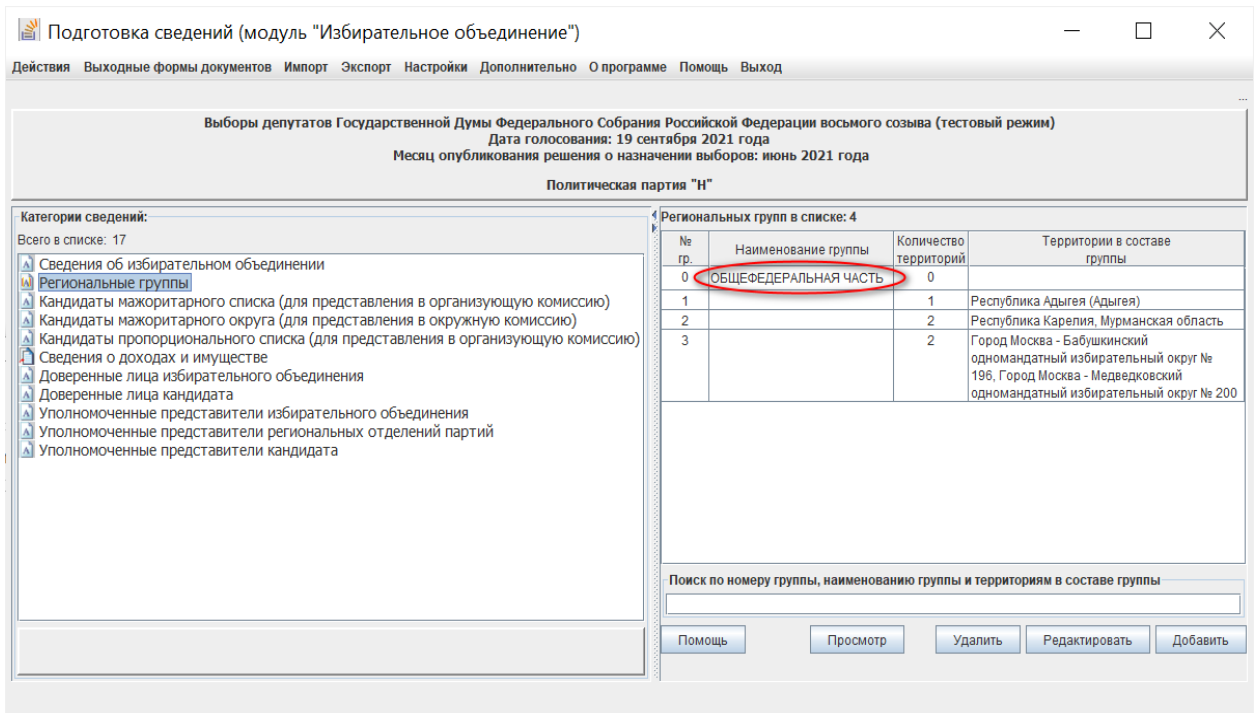 Подготовка сведений (модуль "Избирательное объединение")
Действия Выходные формы документов Импорт Экспорт Настройки Дополнительно О программе Помощь Выход
...
Выборы депутатов Государственной Думы Федерального Собрания Российской Федерации восьмого созыва (тестовый режим)
Дата голосования: 19 сентября 2021 года
Месяц опубликования решения о назначении выборов: июнь 2021 года
Политическая партия "Н"
Категории сведений:
Всего в списке: 17
Сведения об избирательном объединении
Региональные группы
Кандидаты мажоритарного списка (для представления в организующую комиссию)
Кандидаты мажоритарного округа (для представления в окружную комиссию)
Кандидаты пропорционального списка (для представления в организующую комиссию)
Сведения о доходах и имуществе
Доверенные лица избирательного объединения
Доверенные лица кандидата
Уполномоченные представители избирательного объединения
Уполномоченные представители региональных отделений партий
Уполномоченные представители кандидата
Региональных групп в списке: 4
№ гр. Наименование группы Количество территорий Территории в составе группы
0 ОБЩЕФЕДЕРАЛЬНАЯ ЧАСТЬ 0
1 1 Республика Адыгея (Адыгея)
2 2 Республика Карелия, Мурманская область
3 2 Город Москва - Бабушкинский
одномандатный избирательный округ №
196, Город Москва - Медведковский
одномандатный избирательный округ № 200
Поиск по номеру группы, наименованию группы и территориям в составе группы
Помощь Просмотр Удалить Редактировать Добавить